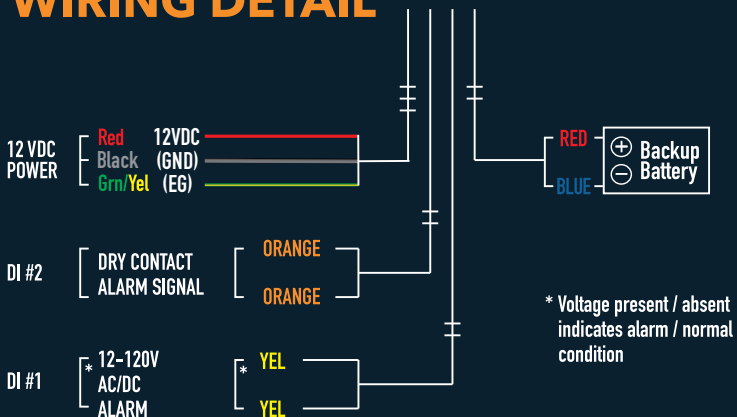 WIRING DETAIL
12 VDC
POWER
Red 12VDC
Black (GND)
Grn/Yel (EG)
RED
BLUE
+
−
Backup
Battery
DI #2
DRY CONTACT
ALARM SIGNAL
ORANGE
ORANGE
* Voltage present / absent
indicates alarm / normal
condition
DI #1
* 12-120V
AC/DC
ALARM
* YEL
YEL